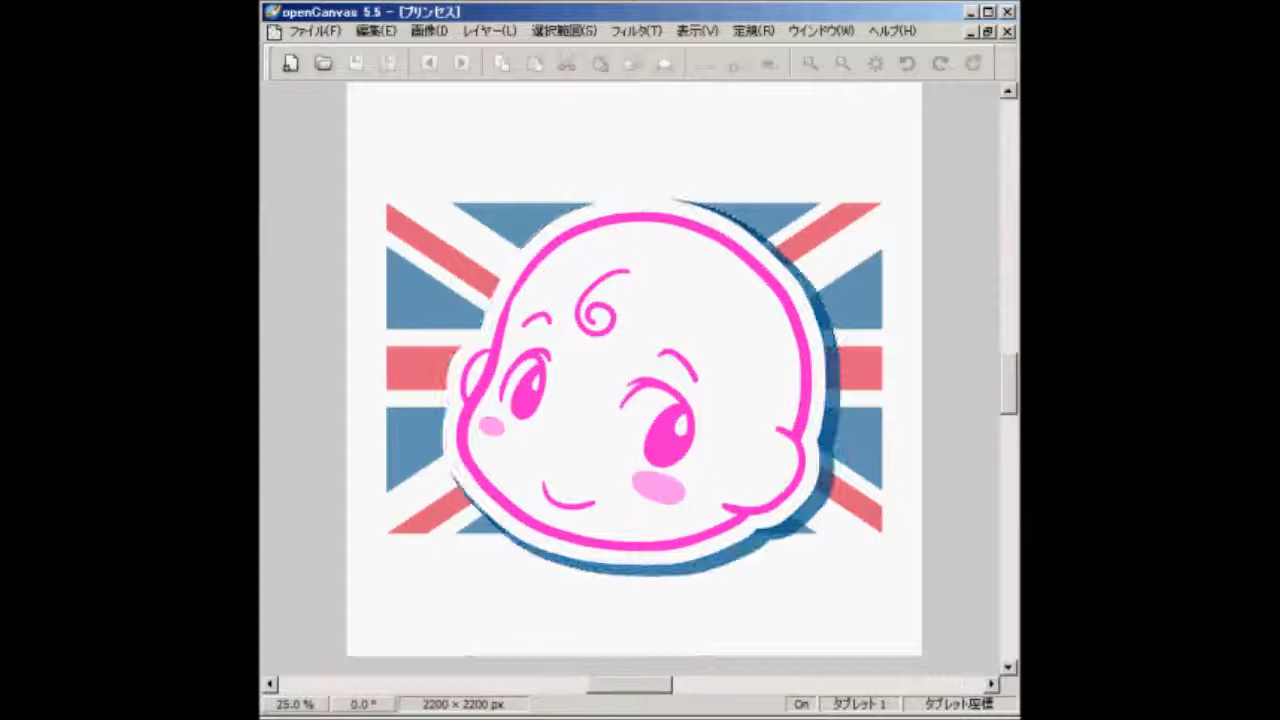 openCanvas 5.5 - [プリンセス]
ファイル(F) 編集(E) 画像(I) レイヤー(L) 選択範囲(S) フィルタ(T) 表示(V) 定規(R) ウインドウ(W) ヘルプ(H)
25.0 % 0.0 ° 2200 × 2200 px On タブレット 1 タブレット座標